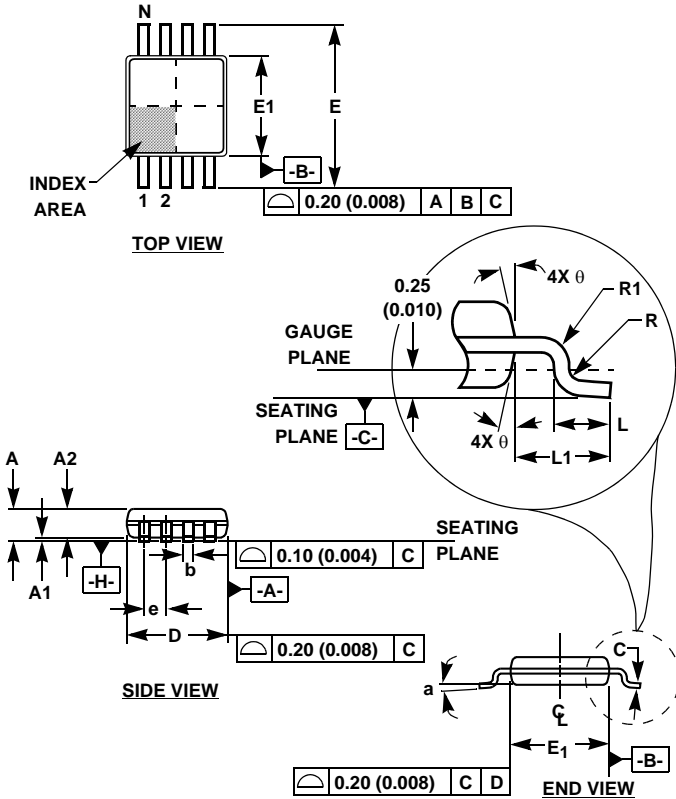 N
E1
E
-B-
INDEX
AREA
1 2
0.20 (0.008) A B C
TOP VIEW
0.25
(0.010)
4X θ
R1
R
GAUGE
PLANE
SEATING
PLANE
-C-
4X θ
L
L1
A A2
SEATING
PLANE
A1
-H-
b
0.10 (0.004) C
-A-
e
D
0.20 (0.008) C
SIDE VIEW
C
a
CL
E1
-B-
0.20 (0.008) C D
END VIEW